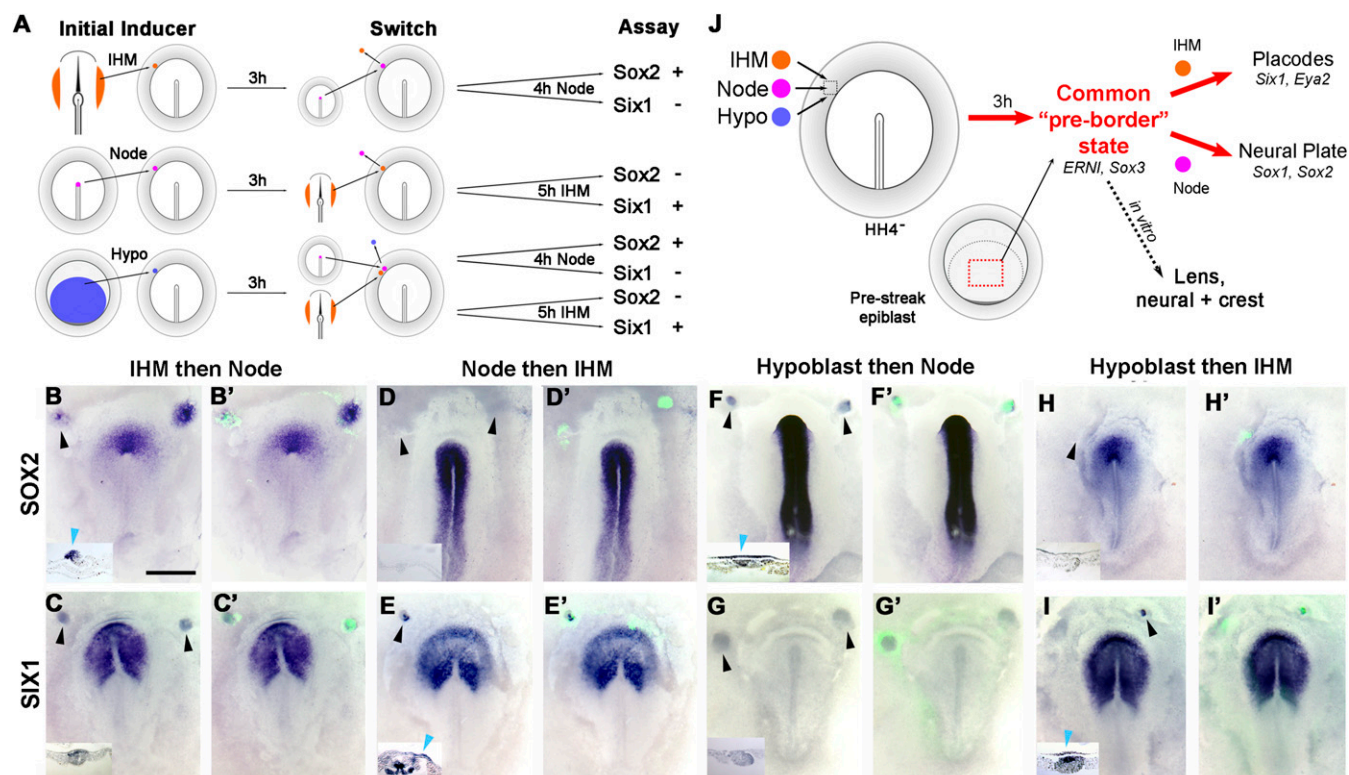 A
Initial Inducer
Switch
Assay
IHM
3h
4h Node
Sox2 +
Six1 -
Node
3h
5h IHM
Sox2 -
Six1 +
Hypo
3h
4h Node
Sox2 +
Six1 -
5h IHM
Sox2 -
Six1 +
J
IHM
Node
Hypo
HH4⁻
3h
Common
“pre-border”
state
ERNI, Sox3
IHM
Placodes
Six1, Eya2
Neural Plate
Sox1, Sox2
Node
in vitro
Lens,
neural + crest
Pre-streak
epiblast
IHM then Node
Node then IHM
Hypoblast then Node
Hypoblast then IHM
SOX2
B
B'
D
D'
F
F'
H
H'
SIX1
C
C'
E
E'
G
G'
I
I'